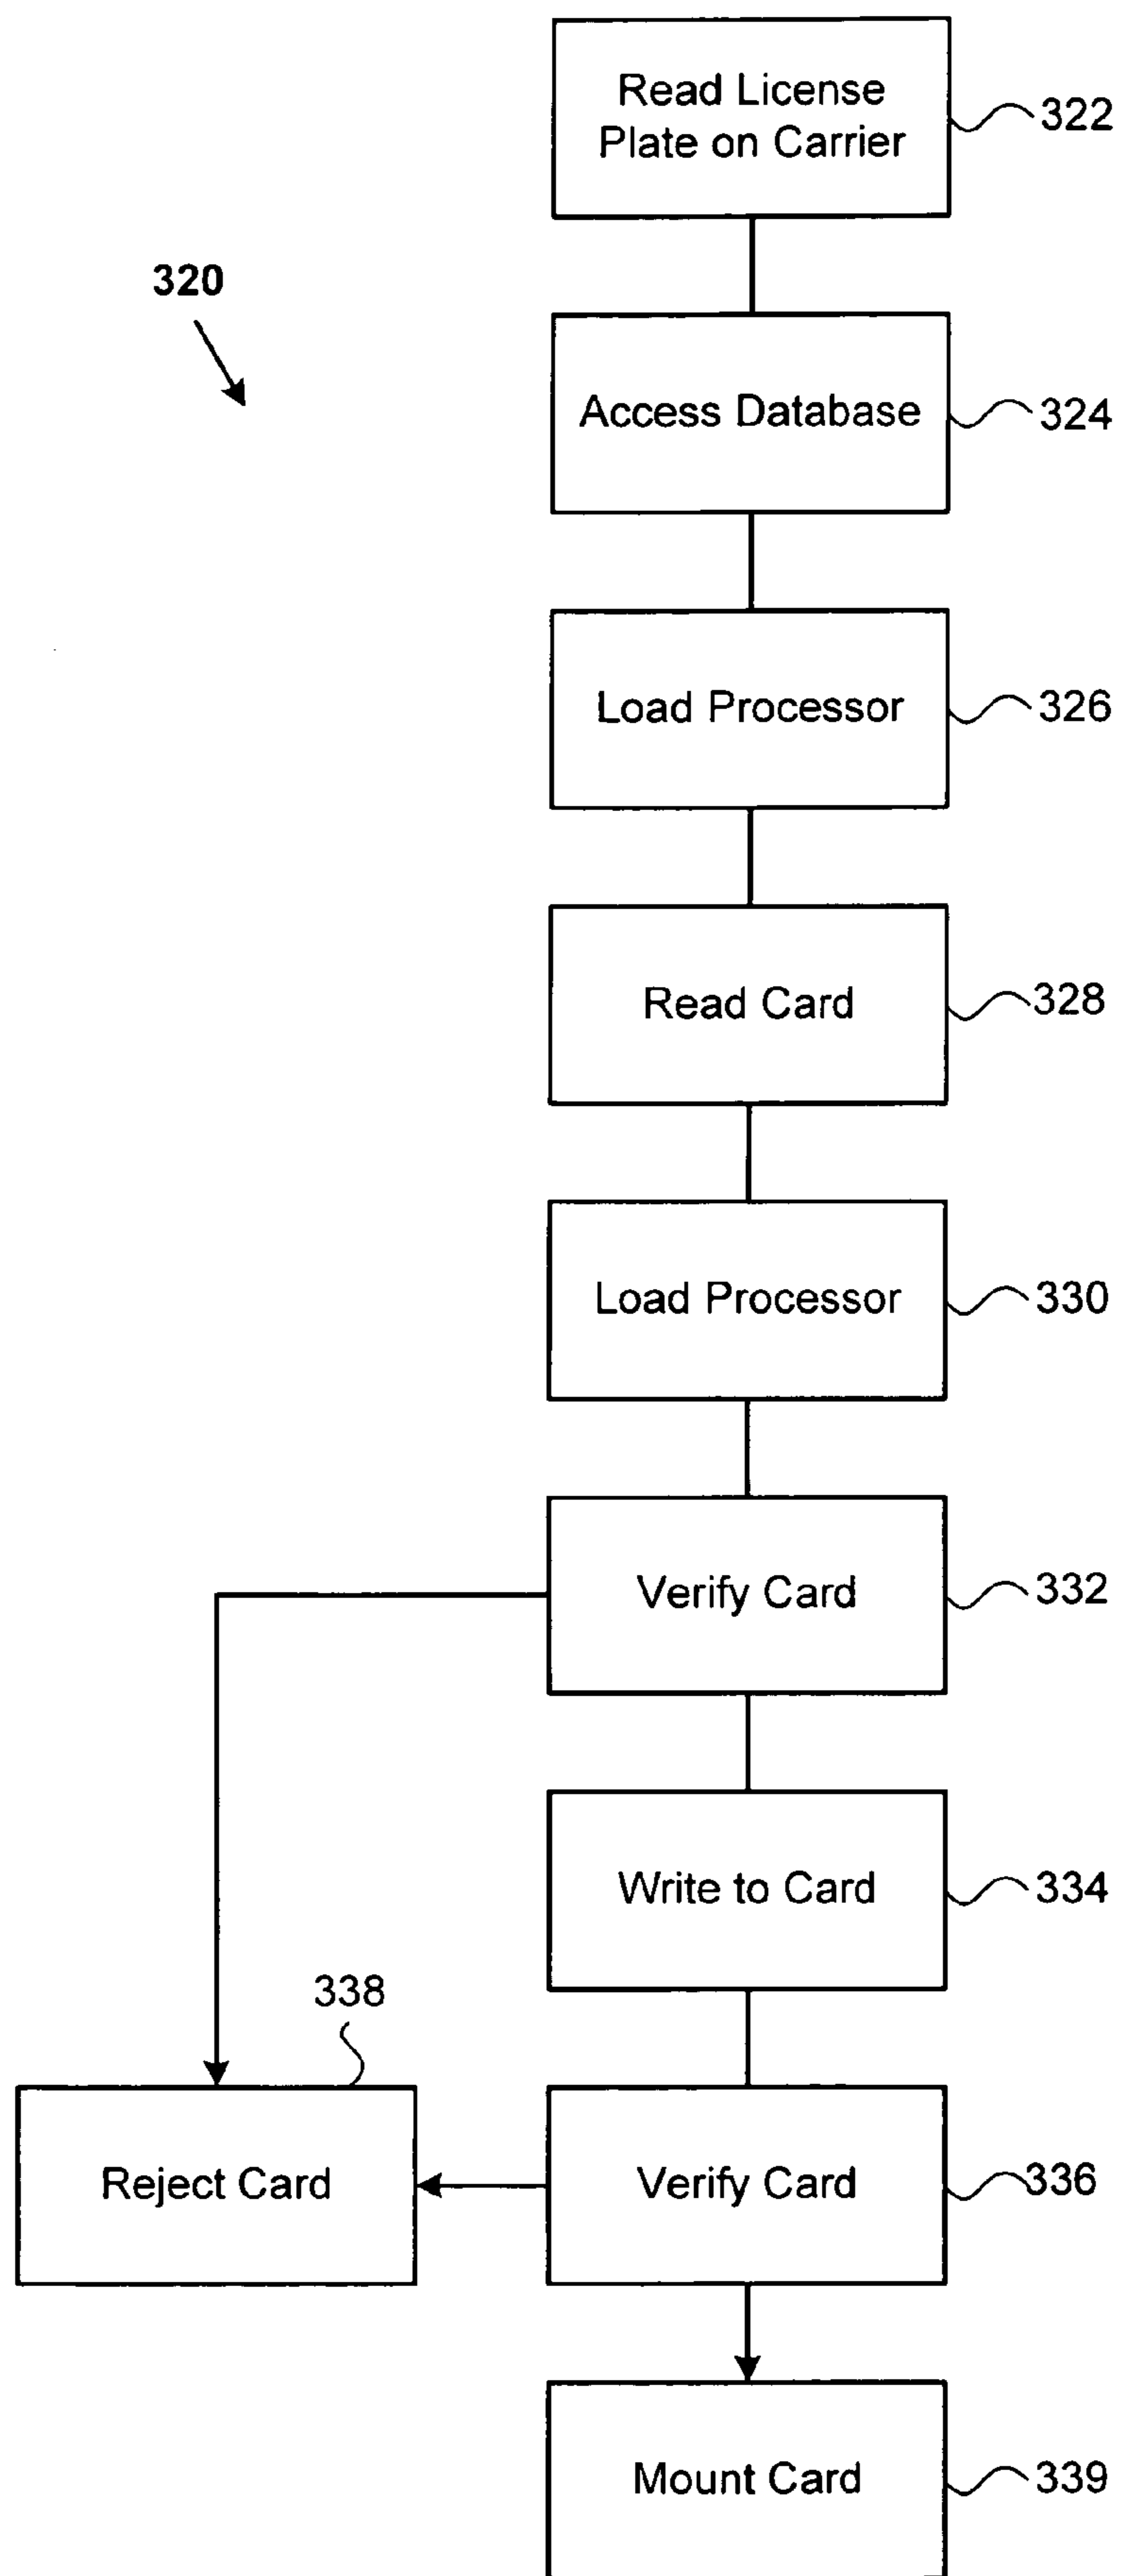 Read License
Plate on Carrier
322
320
Access Database
324
Load Processor
326
Read Card
328
Load Processor
330
Verify Card
332
Write to Card
334
338
Reject Card
Verify Card
336
Mount Card
339